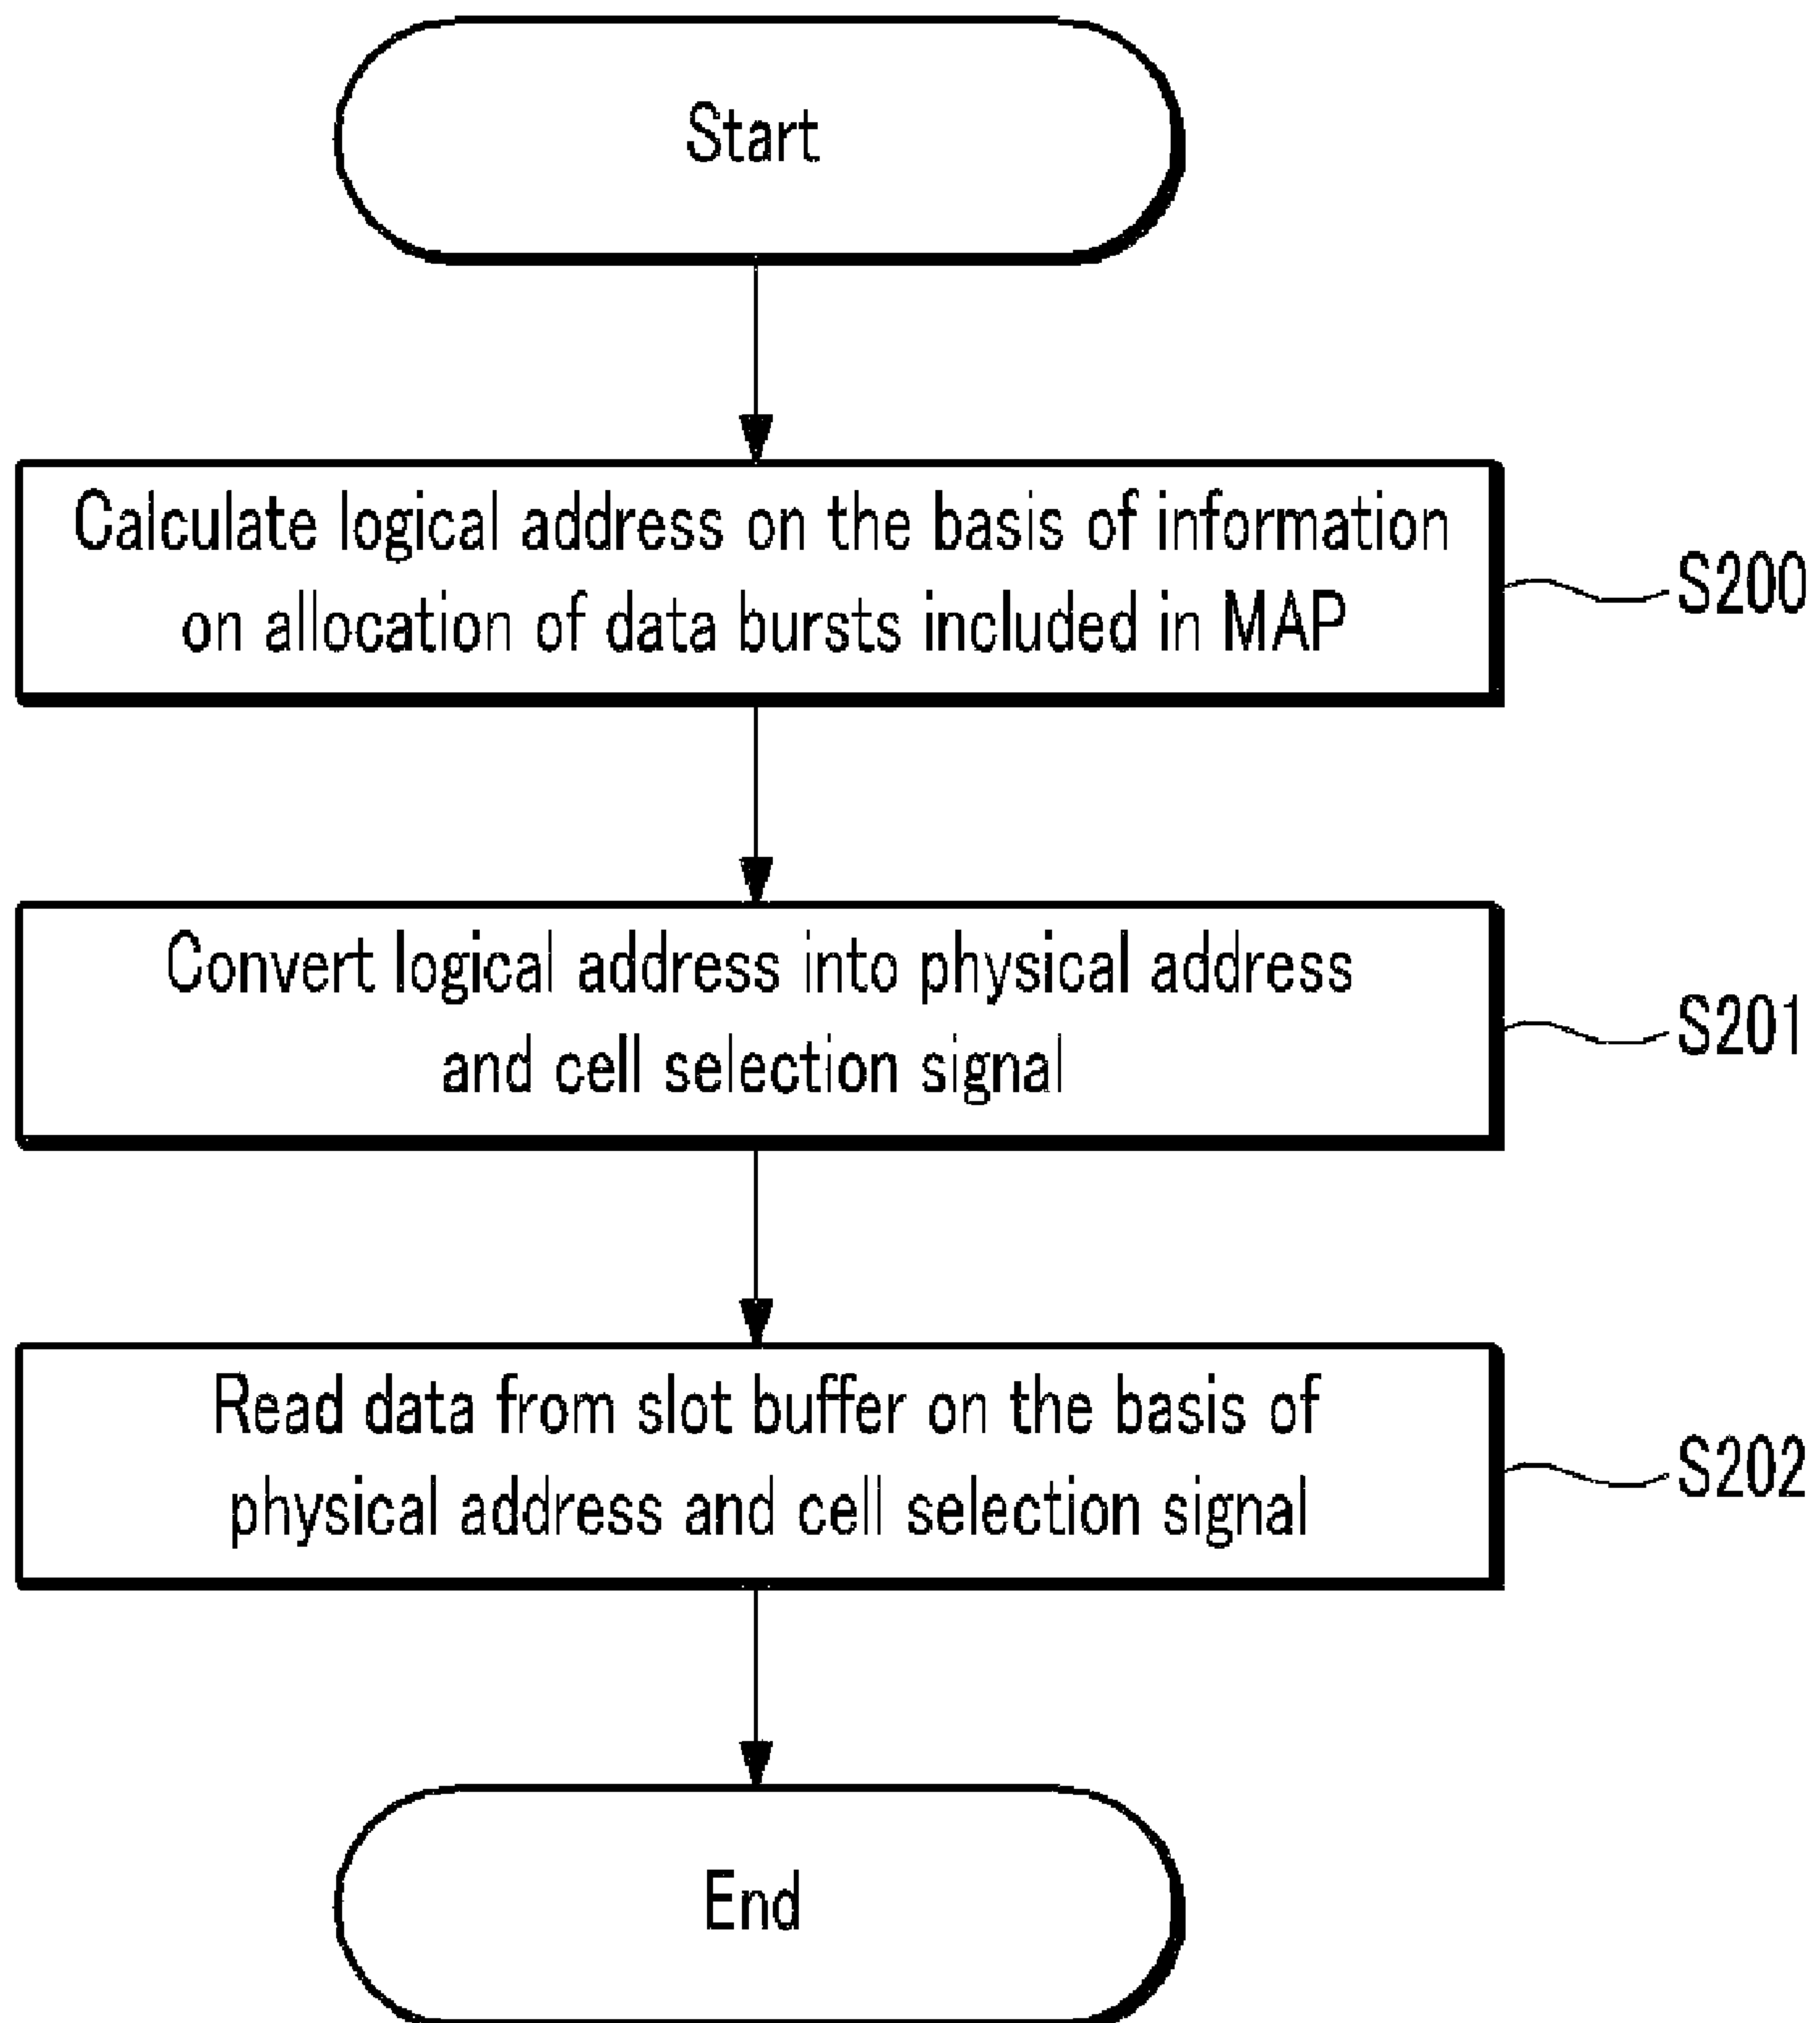 Start
Calculate logical address on the basis of information
on allocation of data bursts included in MAP
S200
Convert logical address into physical address
and cell selection signal
S201
Read data from slot buffer on the basis of
physical address and cell selection signal
S202
End